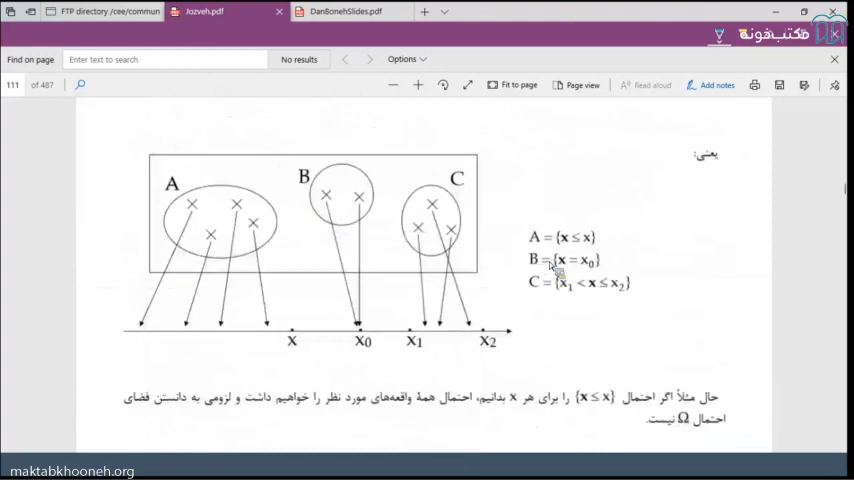 FTP directory /cee/commun
Jozveh.pdf
DanBonehSlides.pdf
مکتب‌خونه
Find on page
Enter text to search
No results
Options
111 of 487
Fit to page
Page view
Read aloud
Add notes
یعنی:
A
B
C
A = {x ≤ x}
B = {x = x₀}
C = {x₁ < x ≤ x₂}
x x₀ x₁ x₂
حال مثلاً اگر احتمال {x ≤ x} را برای هر x بدانیم، احتمال همهٔ واقعه‌های مورد نظر را خواهیم داشت و لزومی به دانستن فضای
احتمال Ω نیست.
maktabkhooneh.org